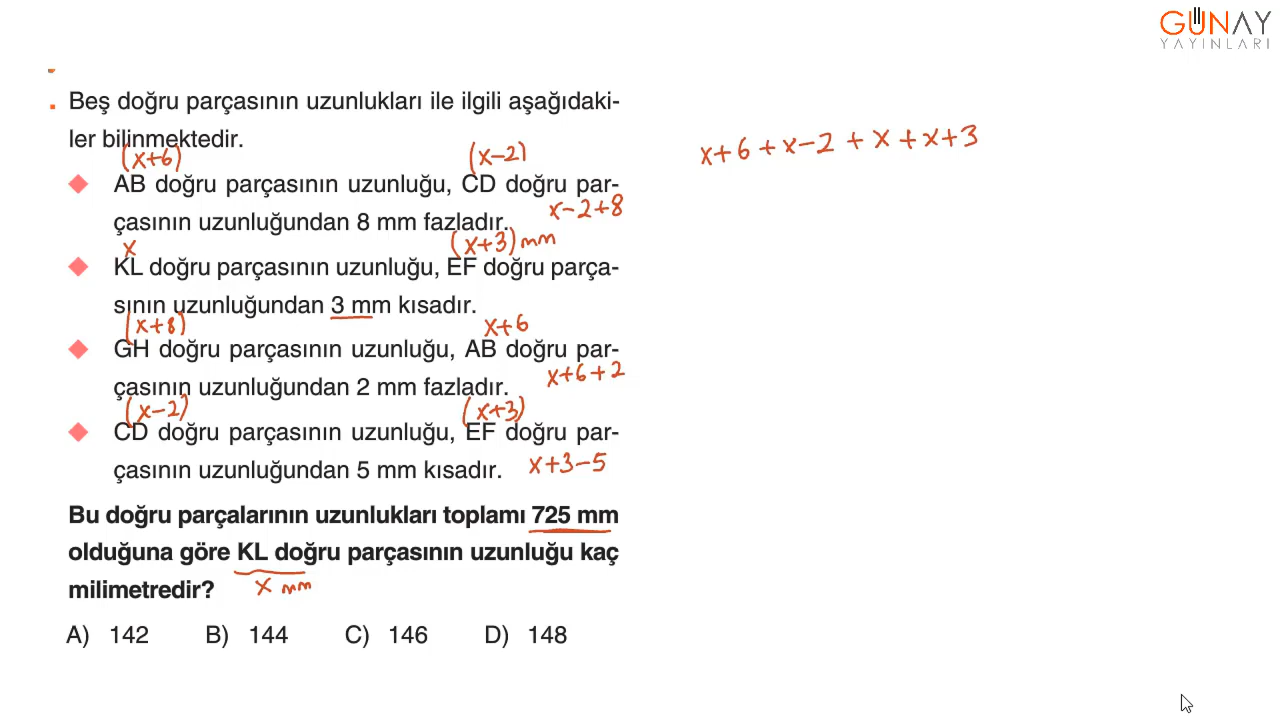 GÜNAY
YAYINLARI
Beş doğru parçasının uzunlukları ile ilgili aşağıdaki-
ler bilinmektedir.
(x+6) (x-2)
x+6+x-2+x+x+3
AB doğru parçasının uzunluğu, CD doğru par-
x-2+8
çasının uzunluğundan 8 mm fazladır.
x (x+3) mm
KL doğru parçasının uzunluğu, EF doğru parça-
sının uzunluğundan 3 mm kısadır.
(x+8) x+6
GH doğru parçasının uzunluğu, AB doğru par-
x+6+2
çasının uzunluğundan 2 mm fazladır.
(x-2) (x+3)
CD doğru parçasının uzunluğu, EF doğru par-
çasının uzunluğundan 5 mm kısadır. x+3-5
Bu doğru parçalarının uzunlukları toplamı 725 mm
olduğuna göre KL doğru parçasının uzunluğu kaç
milimetredir? x mm
A) 142 B) 144 C) 146 D) 148